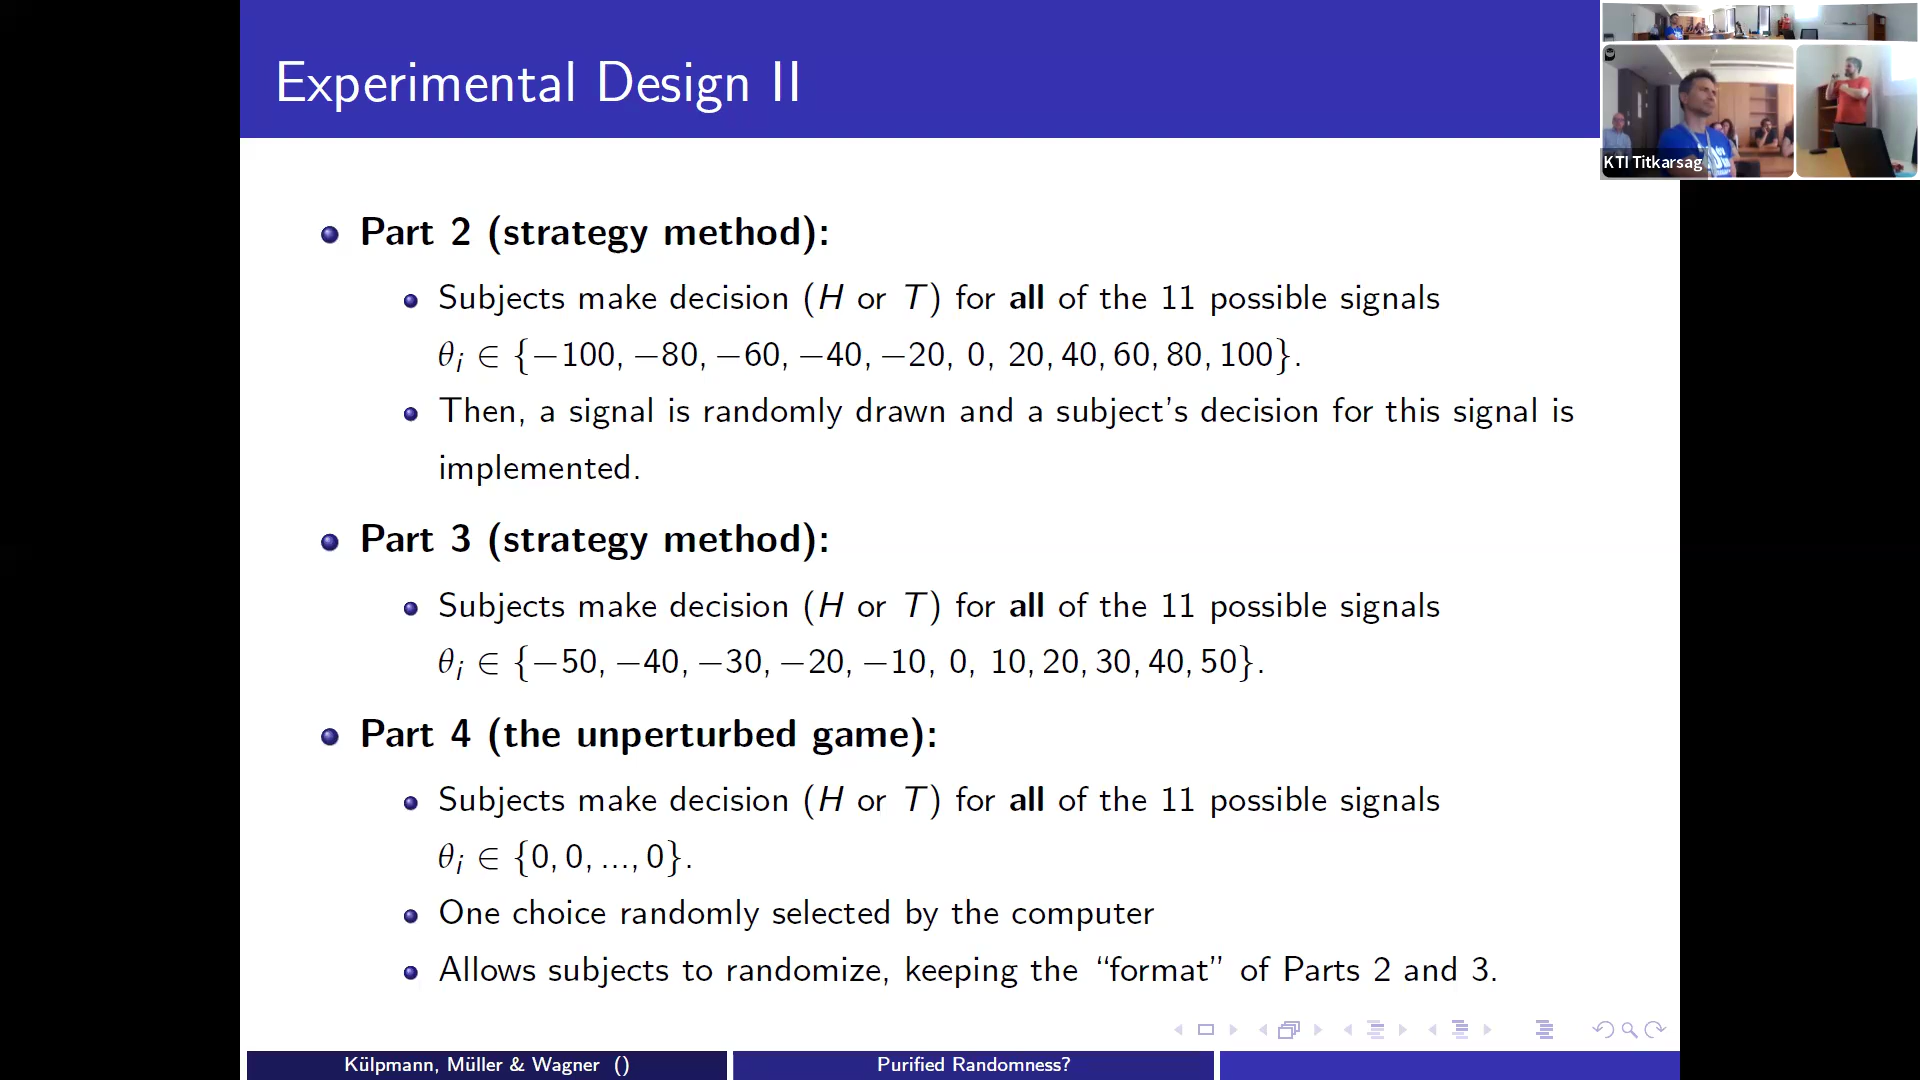 Experimental Design II
KTI Titkarsag
Part 2 (strategy method):
Subjects make decision (H or T) for all of the 11 possible signals
θi ∈ {−100, −80, −60, −40, −20, 0, 20, 40, 60, 80, 100}.
Then, a signal is randomly drawn and a subject's decision for this signal is
implemented.
Part 3 (strategy method):
Subjects make decision (H or T) for all of the 11 possible signals
θi ∈ {−50, −40, −30, −20, −10, 0, 10, 20, 30, 40, 50}.
Part 4 (the unperturbed game):
Subjects make decision (H or T) for all of the 11 possible signals
θi ∈ {0, 0, ..., 0}.
One choice randomly selected by the computer
Allows subjects to randomize, keeping the “format” of Parts 2 and 3.
Külpmann, Müller & Wagner ()
Purified Randomness?